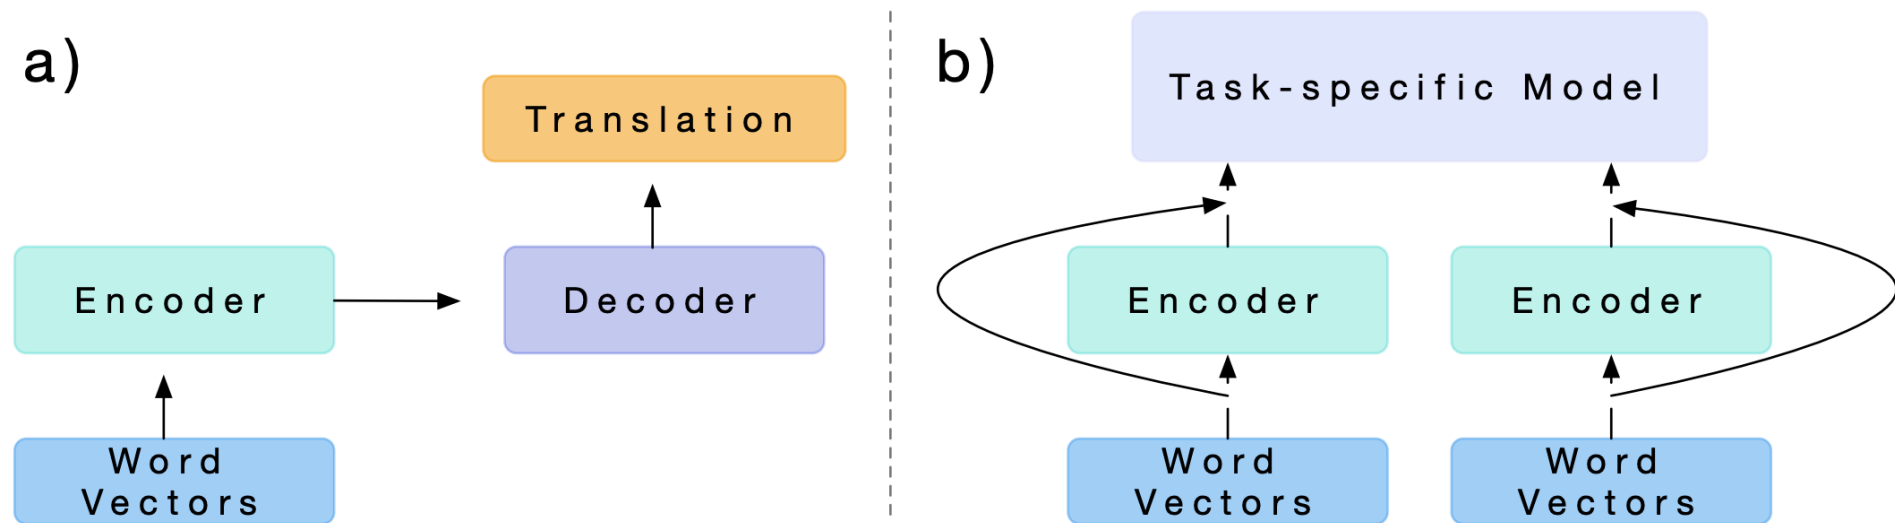 a)
Translation
Encoder
Decoder
Word
Vectors
b)
Task-specific Model
Encoder
Encoder
Word
Vectors
Word
Vectors